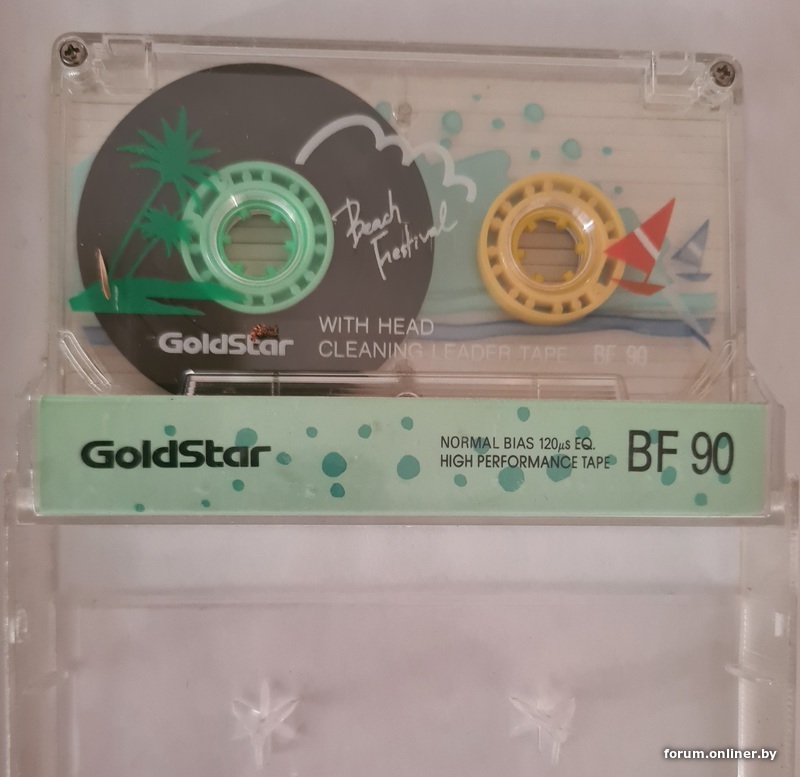 Beach
Festival
GoldStar
WITH HEAD
CLEANING LEADER TAPE BF 90
GoldStar
NORMAL BIAS 120µs EQ.
HIGH PERFORMANCE TAPE
BF 90
forum.onliner.by